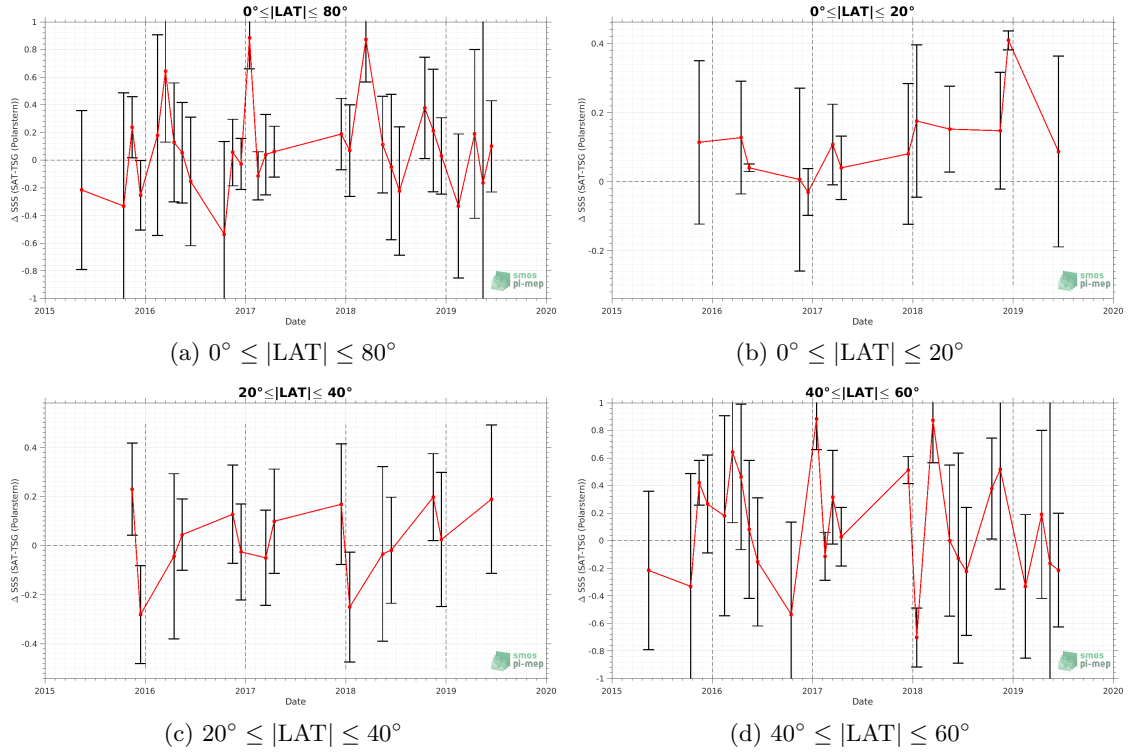 0°≤|LAT|≤ 80°
Δ SSS (SAT-TSG (Polarstern))
1
0.8
0.6
0.4
0.2
0
-0.2
-0.4
-0.6
-0.8
-1
2015 2016 2017 2018 2019 2020
Date
smos
pi-mep
(a) 0° ≤ |LAT| ≤ 80°
0°≤|LAT|≤ 20°
Δ SSS (SAT-TSG (Polarstern))
0.4
0.2
0
-0.2
2015 2016 2017 2018 2019 2020
Date
smos
pi-mep
(b) 0° ≤ |LAT| ≤ 20°
20°≤|LAT|≤ 40°
Δ SSS (SAT-TSG (Polarstern))
0.4
0.2
0
-0.2
-0.4
2015 2016 2017 2018 2019 2020
Date
smos
pi-mep
(c) 20° ≤ |LAT| ≤ 40°
40°≤|LAT|≤ 60°
Δ SSS (SAT-TSG (Polarstern))
1
0.8
0.6
0.4
0.2
0
-0.2
-0.4
-0.6
-0.8
-1
2015 2016 2017 2018 2019 2020
Date
smos
pi-mep
(d) 40° ≤ |LAT| ≤ 60°